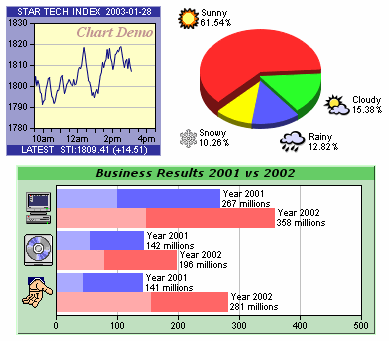 STAR TECH INDEX 2003-01-28
Chart Demo
1830
1820
1810
1800
1790
1780
10am 12am 2pm 4pm
LATEST STI:1809.41 (+14.51)
Sunny
61.54%
Cloudy
15.38%
Rainy
12.82%
Snowy
10.26%
Business Results 2001 vs 2002
Year 2001
267 millions
Year 2002
358 millions
Year 2001
142 millions
Year 2002
196 millions
Year 2001
141 millions
Year 2002
281 millions
0 100 200 300 400 500